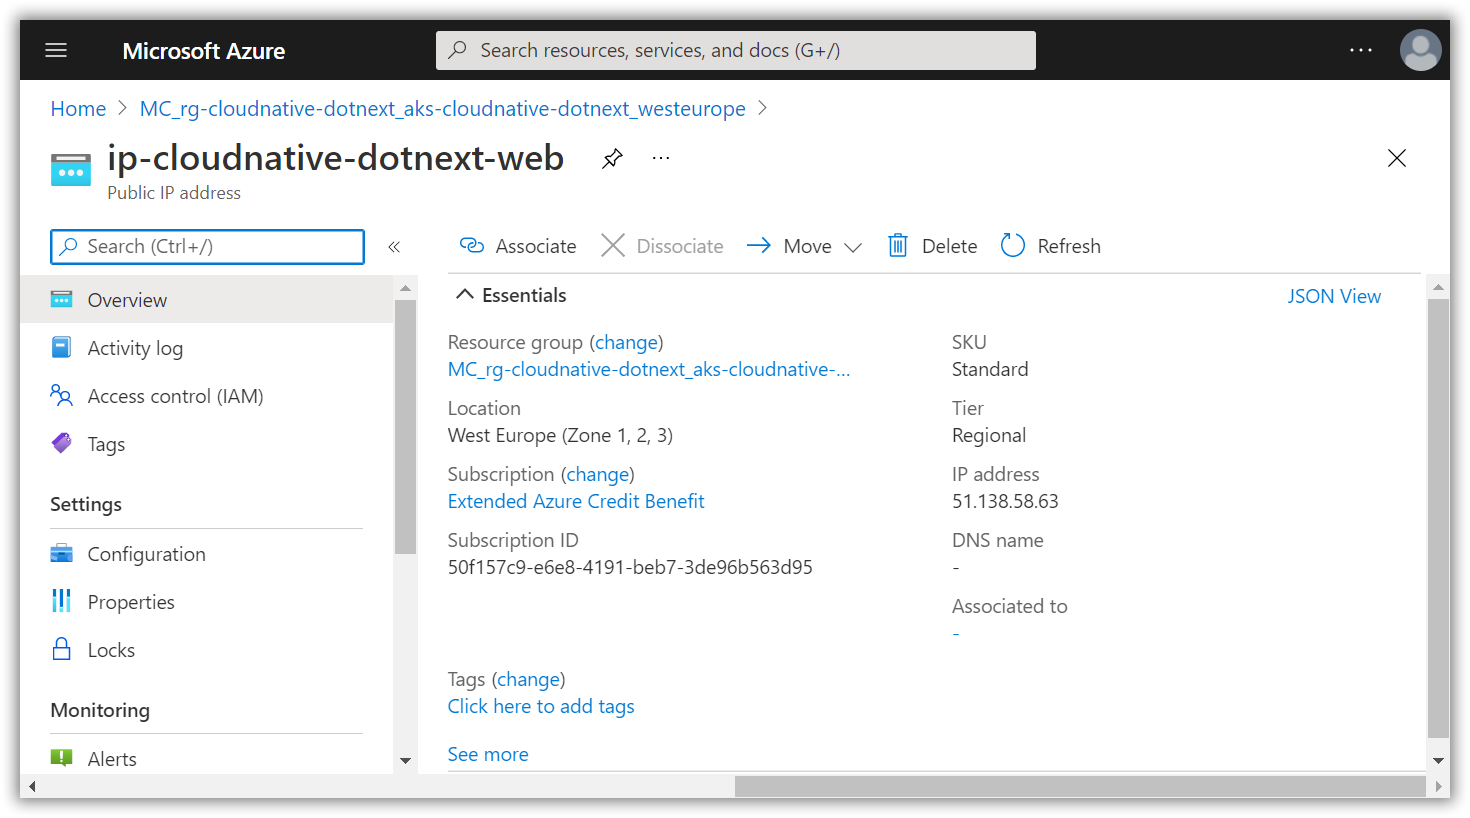 Microsoft Azure
Search resources, services, and docs (G+/)
...
Home > MC_rg-cloudnative-dotnext_aks-cloudnative-dotnext_westeurope >
ip-cloudnative-dotnext-web
...
Public IP address
Search (Ctrl+/)
«
Overview
Activity log
Access control (IAM)
Tags
Settings
Configuration
Properties
Locks
Monitoring
Alerts
Associate Dissociate Move Delete Refresh
Essentials
JSON View
Resource group (change)
MC_rg-cloudnative-dotnext_aks-cloudnative-...
Location
West Europe (Zone 1, 2, 3)
Subscription (change)
Extended Azure Credit Benefit
Subscription ID
50f157c9-e6e8-4191-beb7-3de96b563d95
SKU
Standard
Tier
Regional
IP address
51.138.58.63
DNS name
-
Associated to
-
Tags (change)
Click here to add tags
See more